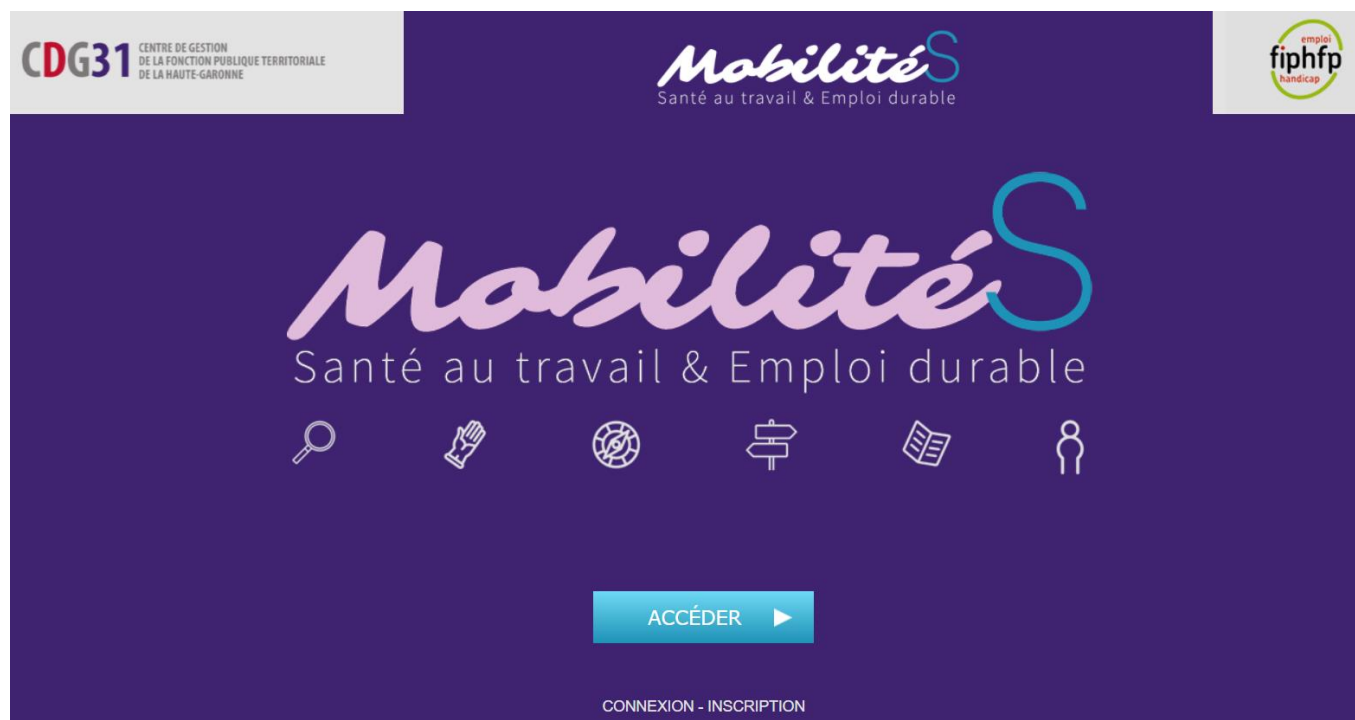 CDG31 CENTRE DE GESTION
DE LA FONCTION PUBLIQUE TERRITORIALE
DE LA HAUTE-GARONNE
MobilitéS
Santé au travail & Emploi durable
emploi
fiphfp
handicap
MobilitéS
Santé au travail & Emploi durable
ACCÉDER
CONNEXION - INSCRIPTION